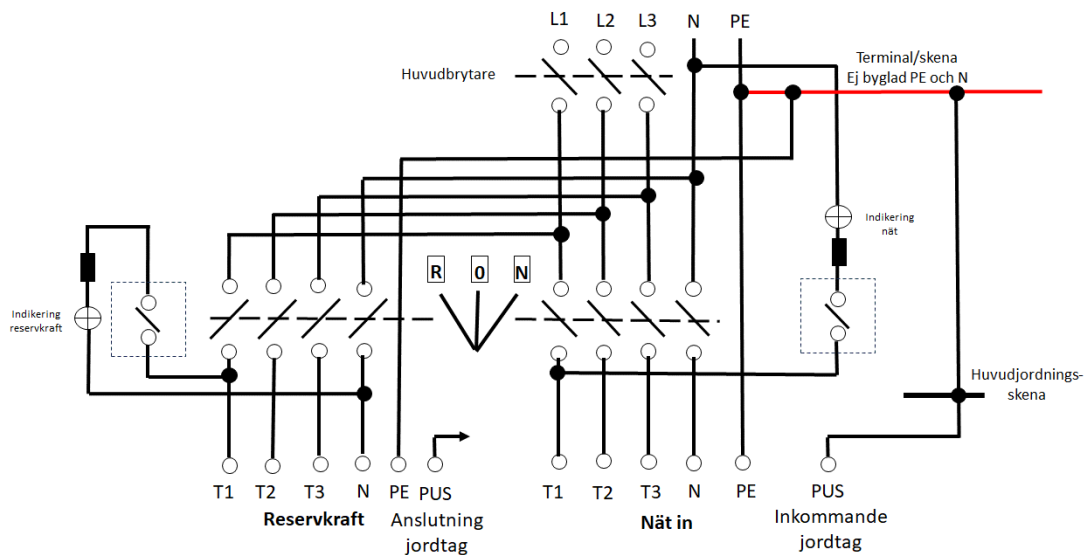 L1 L2 L3 N PE
Huvudbrytare
Terminal/skena
Ej byglad PE och N
Indikering
nät
R 0 N
Indikering
reservkraft
Huvudjordnings-
skena
T1 T2 T3 N PE PUS T1 T2 T3 N PE PUS
Reservkraft Anslutning
jordtag
Nät in
Inkommande
jordtag